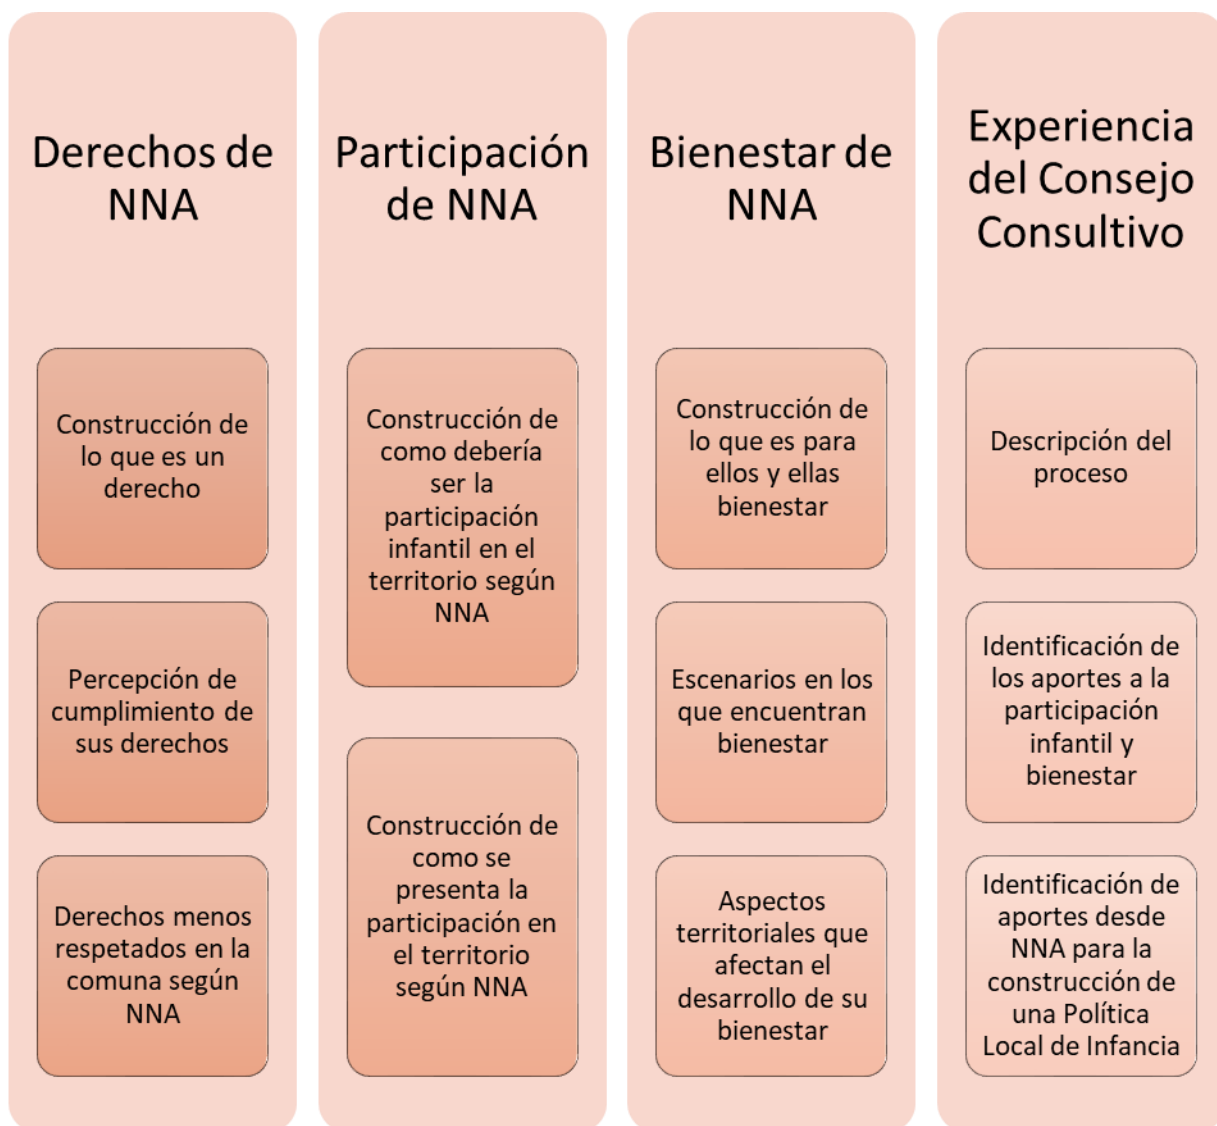 Derechos de
NNA
Construcción de
lo que es un
derecho
Percepción de
cumplimiento de
sus derechos
Derechos menos
respetados en la
comuna según
NNA
Participación
de NNA
Construcción de
como debería
ser la
participación
infantil en el
territorio según
NNA
Construcción de
como se
presenta la
participación en
el territorio
según NNA
Bienestar de
NNA
Construcción de
lo que es para
ellos y ellas
bienestar
Escenarios en los
que encuentran
bienestar
Aspectos
territoriales que
afectan el
desarrollo de su
bienestar
Experiencia
del Consejo
Consultivo
Descripción del
proceso
Identificación de
los aportes a la
participación
infantil y
bienestar
Identificación de
aportes desde
NNA para la
construcción de
una Política
Local de Infancia